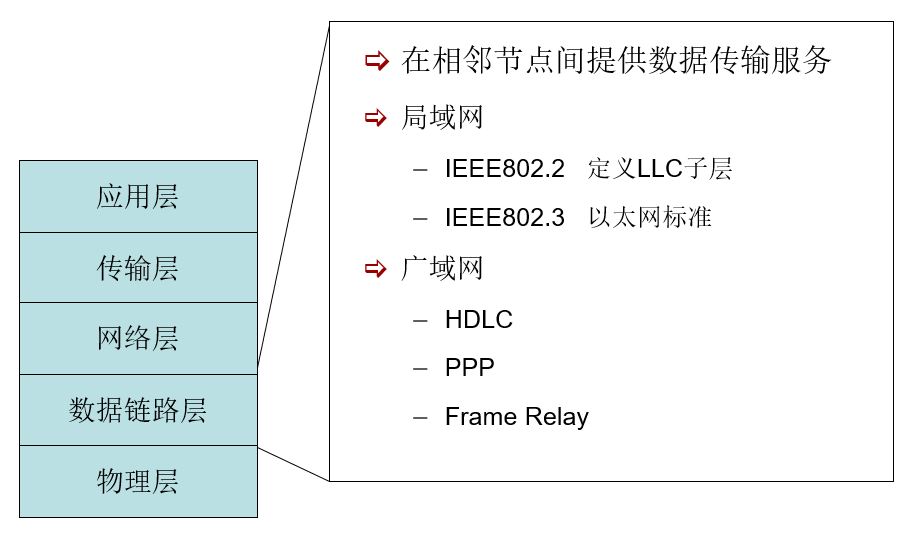 应用层
传输层
网络层
数据链路层
物理层
在相邻节点间提供数据传输服务
局域网
– IEEE802.2 定义LLC子层
– IEEE802.3 以太网标准
广域网
– HDLC
– PPP
– Frame Relay